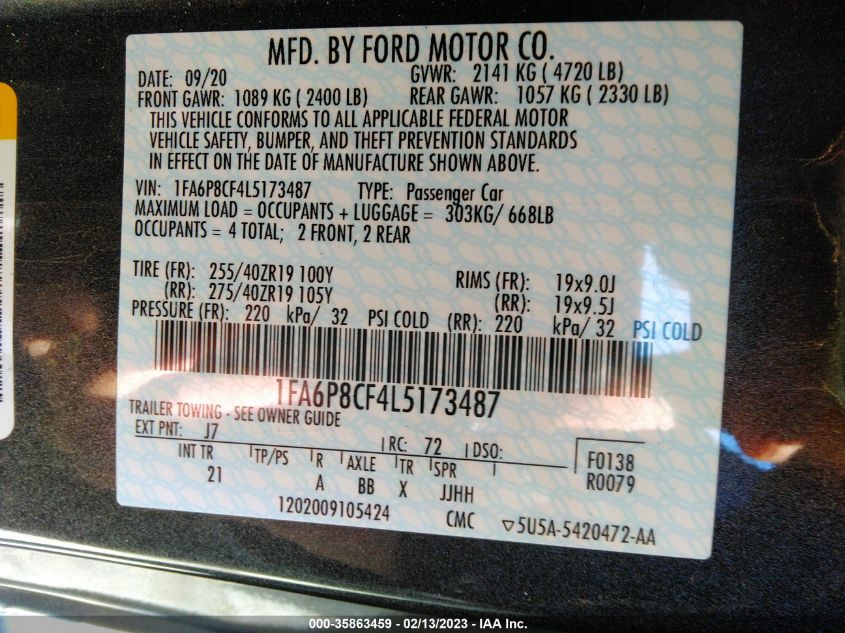 MFD. BY FORD MOTOR CO.
DATE: 09/20 GVWR: 2141 KG ( 4720 LB)
FRONT GAWR: 1089 KG ( 2400 LB) REAR GAWR: 1057 KG ( 2330 LB)
THIS VEHICLE CONFORMS TO ALL APPLICABLE FEDERAL MOTOR
VEHICLE SAFETY, BUMPER, AND THEFT PREVENTION STANDARDS
IN EFFECT ON THE DATE OF MANUFACTURE SHOWN ABOVE.
VIN: 1FA6P8CF4L5173487 TYPE: Passenger Car
MAXIMUM LOAD = OCCUPANTS + LUGGAGE = 303KG/ 668LB
OCCUPANTS = 4 TOTAL; 2 FRONT, 2 REAR
TIRE (FR): 255/40ZR19 100Y RIMS (FR): 19x9.0J
(RR): 275/40ZR19 105Y (RR): 19x9.5J
PRESSURE (FR): 220 kPa/ 32 PSI COLD (RR): 220 kPa/ 32 PSI COLD
1FA6P8CF4L5173487
TRAILER TOWING - SEE OWNER GUIDE
EXT PNT: J7 RC: 72 DSO: F0138
INT TR TP/PS R AXLE TR SPR R0079
21 A BB X JJHH
1202009105424 CMC ▽5U5A-5420472-AA
000-35863459 - 02/13/2023 - IAA Inc.